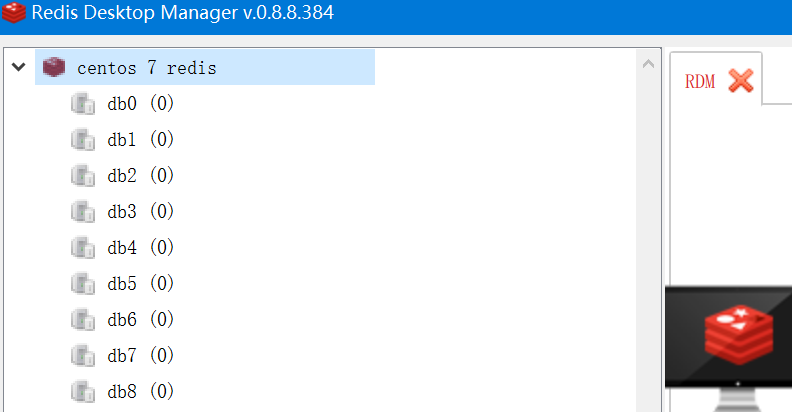 Redis Desktop Manager v.0.8.8.384
centos 7 redis
db0 (0)
db1 (0)
db2 (0)
db3 (0)
db4 (0)
db5 (0)
db6 (0)
db7 (0)
db8 (0)
RDM